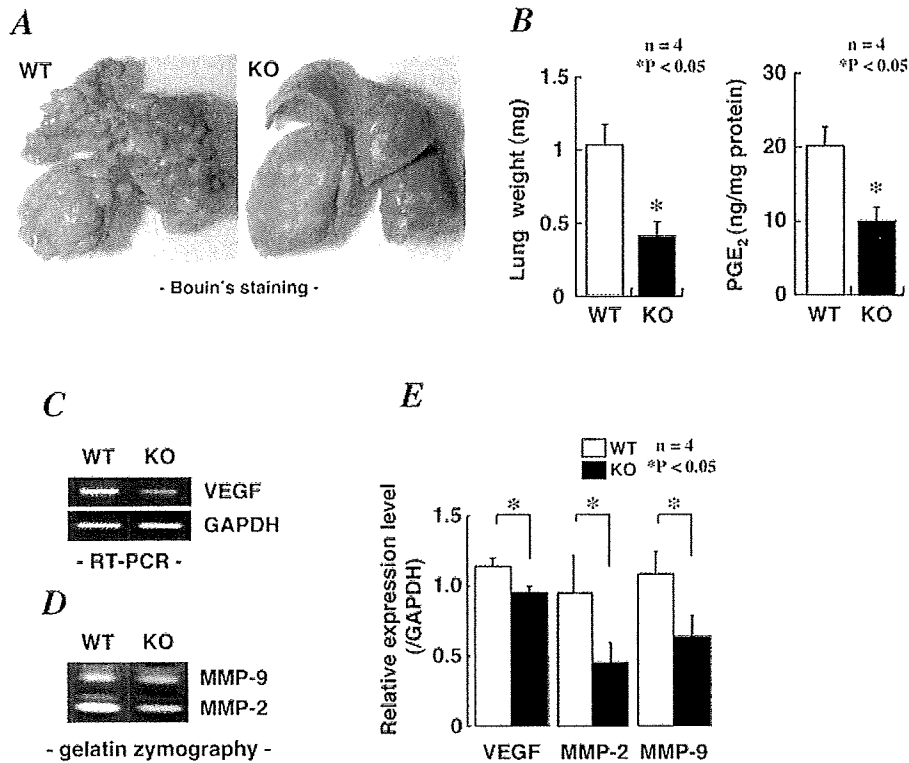 A
WT
KO
- Bouin's staining -
B
n = 4
*P < 0.05
Lung weight (mg)
1.5
1
0.5
0
*
WT KO
n = 4
*P < 0.05
PGE₂ (ng/mg protein)
30
20
10
0
*
WT KO
C
WT KO
VEGF
GAPDH
- RT-PCR -
D
WT KO
MMP-9
MMP-2
- gelatin zymography -
E
WT n = 4
KO *P < 0.05
Relative expression level
(/GAPDH)
1.5
1.0
0.5
0
* * *
VEGF MMP-2 MMP-9